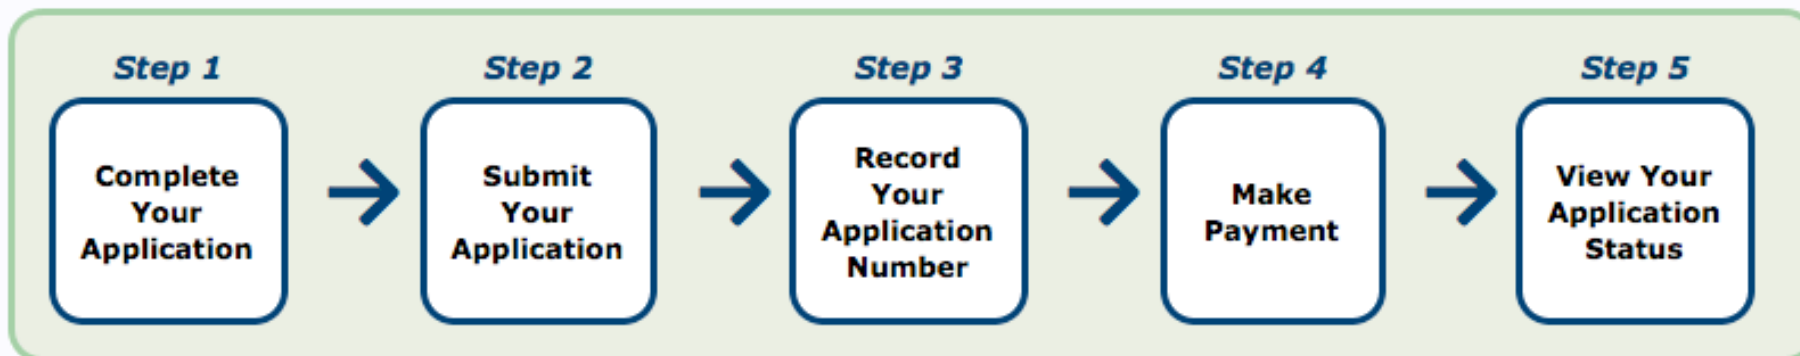 Step 1
Complete
Your
Application
Step 2
Submit
Your
Application
Step 3
Record
Your
Application
Number
Step 4
Make
Payment
Step 5
View Your
Application
Status